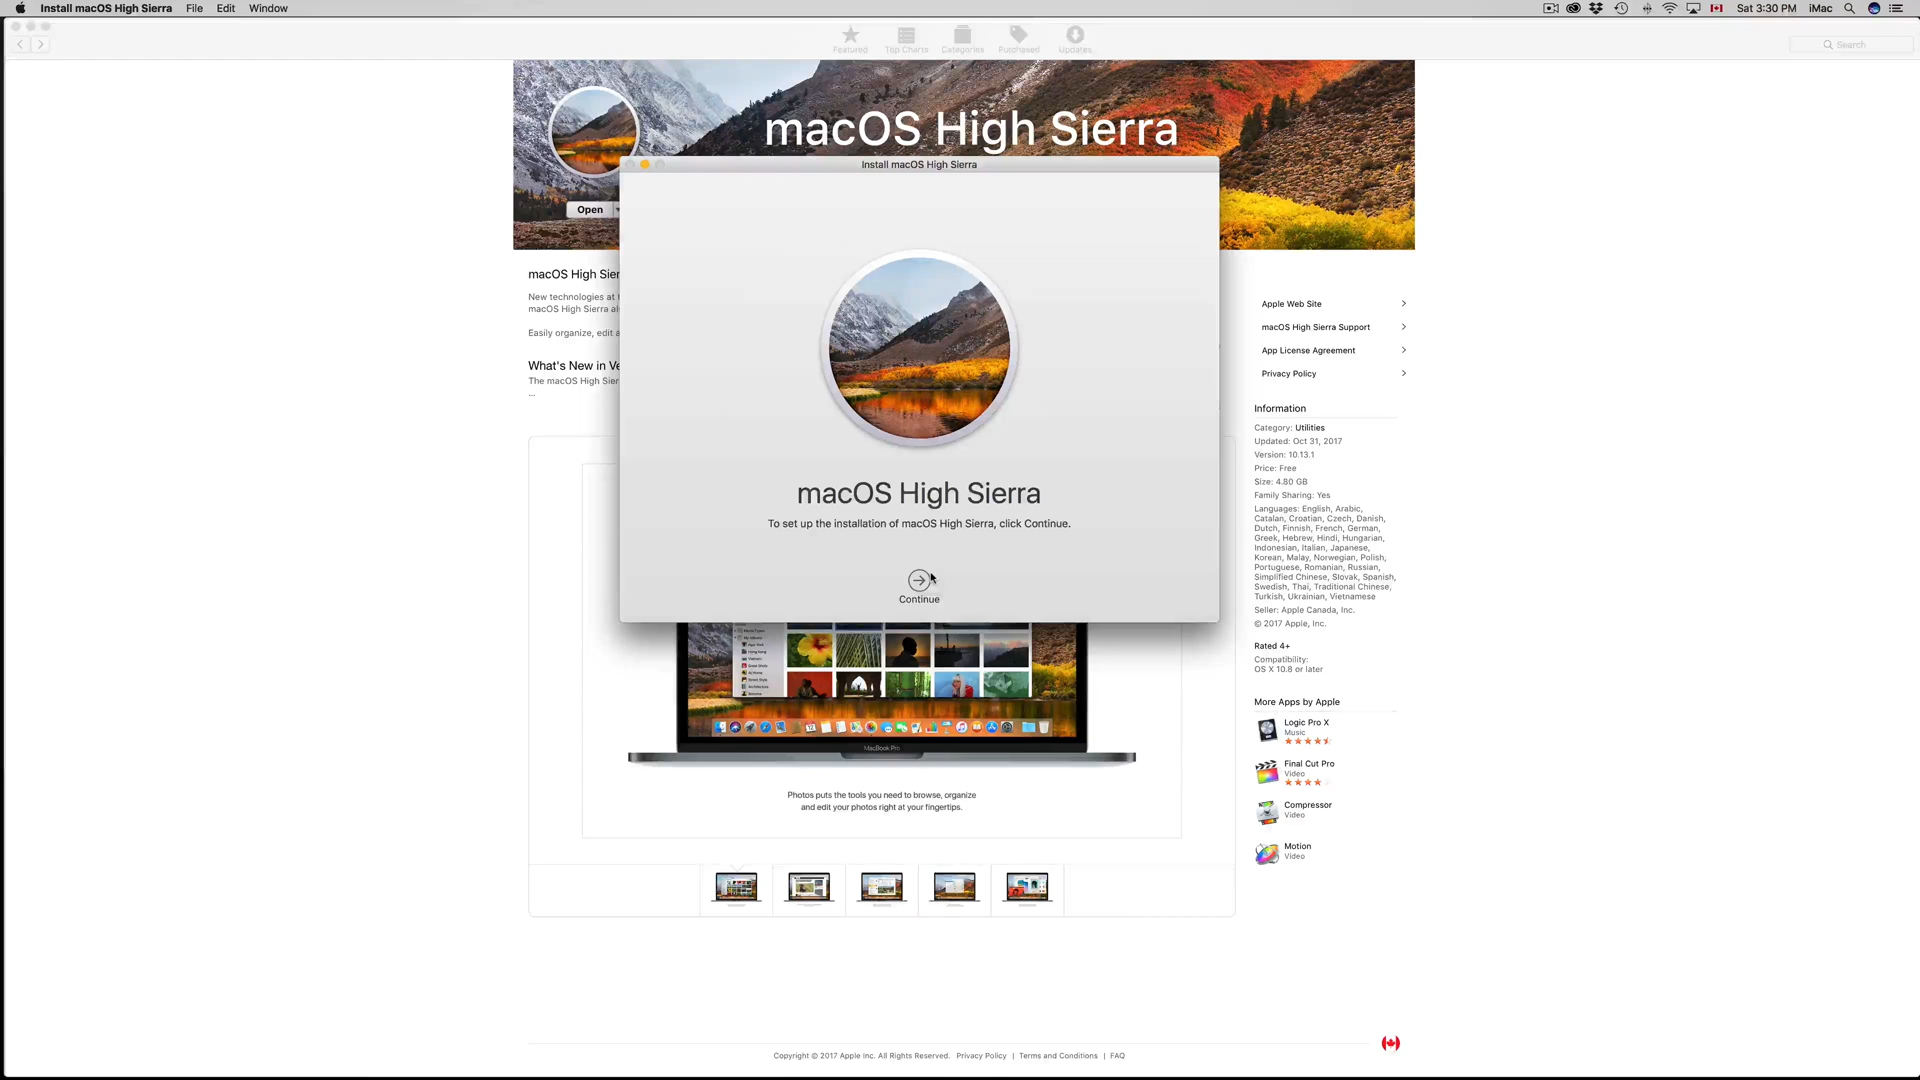 Install macOS High Sierra File Edit Window
Sat 3:30 PM iMac
Featured Top Charts Categories Purchased Updates
Search
macOS High Sierra
Install macOS High Sierra
Open
macOS High Sier
New technologies at t
macOS High Sierra al
Easily organize, edit a
What's New in Ve
The macOS High Sier
...
macOS High Sierra
To set up the installation of macOS High Sierra, click Continue.
Continue
MacBook Pro
Photos puts the tools you need to browse, organize
and edit your photos right at your fingertips.
Apple Web Site
macOS High Sierra Support
App License Agreement
Privacy Policy
Information
Category: Utilities
Updated: Oct 31, 2017
Version: 10.13.1
Price: Free
Size: 4.80 GB
Family Sharing: Yes
Languages: English, Arabic,
Catalan, Croatian, Czech, Danish,
Dutch, Finnish, French, German,
Greek, Hebrew, Hindi, Hungarian,
Indonesian, Italian, Japanese,
Korean, Malay, Norwegian, Polish,
Portuguese, Romanian, Russian,
Simplified Chinese, Slovak, Spanish,
Swedish, Thai, Traditional Chinese,
Turkish, Ukrainian, Vietnamese
Seller: Apple Canada, Inc.
© 2017 Apple, Inc.
Rated 4+
Compatibility:
OS X 10.8 or later
More Apps by Apple
Logic Pro X
Music
Final Cut Pro
Video
Compressor
Video
Motion
Video
Copyright © 2017 Apple Inc. All Rights Reserved. Privacy Policy | Terms and Conditions | FAQ